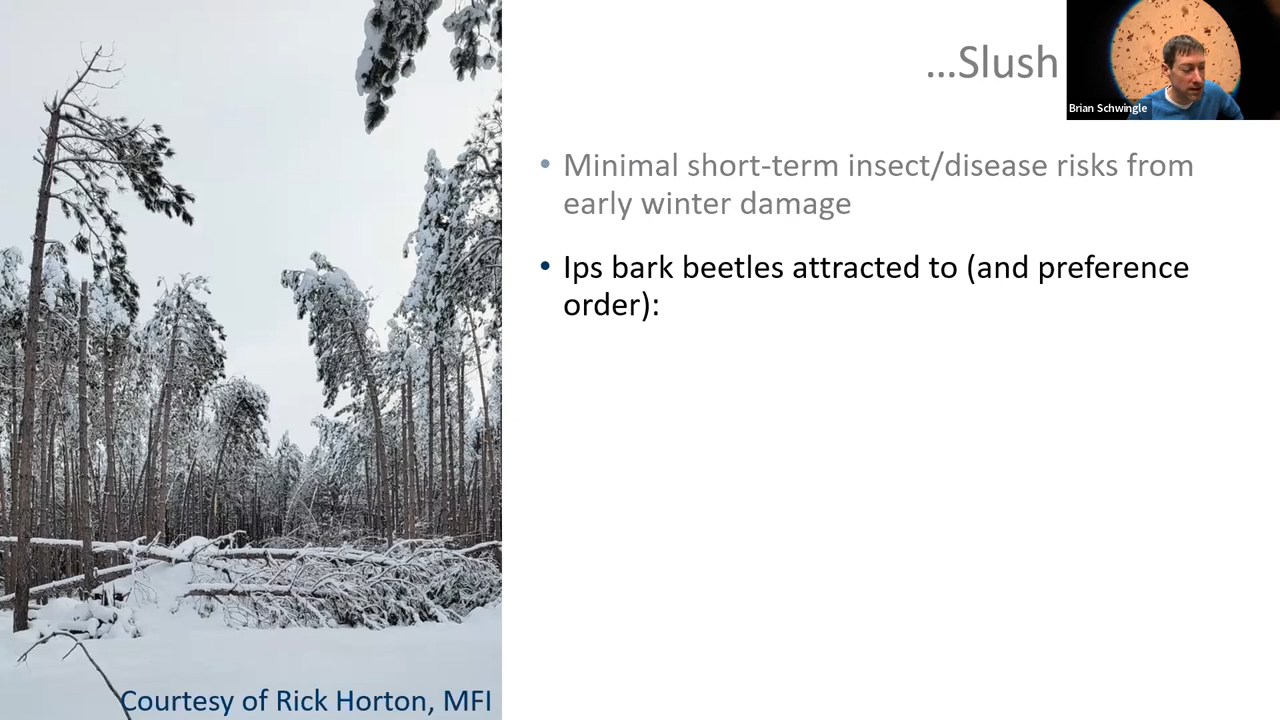 ...Slush
Brian Schwingle
• Minimal short-term insect/disease risks from
early winter damage
• Ips bark beetles attracted to (and preference
order):
Courtesy of Rick Horton, MFI